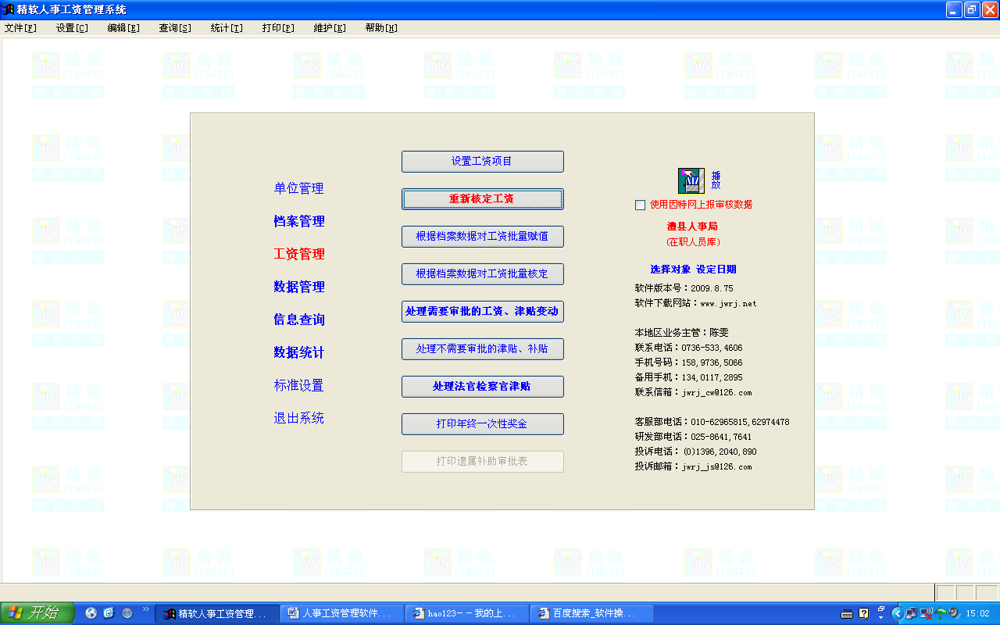 精软人事工资管理系统
文件[F] 设置[C] 编辑[E] 查询[S] 统计[T] 打印[P] 维护[K] 帮助[H]
精微
JINGWEI
单位管理
档案管理
工资管理
数据管理
信息查询
数据统计
标准设置
退出系统
设置工资项目
重新核定工资
根据档案数据对工资批量赋值
根据档案数据对工资批量核定
处理需要审批的工资、津贴变动
处理不需要审批的津贴、补贴
处理法官检察官津贴
打印年终一次性奖金
打印遗属补助审批表
播放
使用因特网上报审核数据
澧县人事局
(在职人员库)
选择对象 设定日期
软件版本号：2009.8.75
软件下载网站：www.jwrj.net
本地区业务主管：陈雯
联系电话：0736-533,4606
手机号码：158,9736,5066
备用手机：134,0117,2895
联系信箱：jwrj_cw@126.com
客服部电话：010-62965815,62974478
研发部电话：025-8641,7641
投诉电话：(0)1396,2040,890
投诉邮箱：jwrj_js@126.com
开始
精软人事工资管理...
人事工资管理软件...
hao123－－我的上...
百度搜索_软件操...
15:02